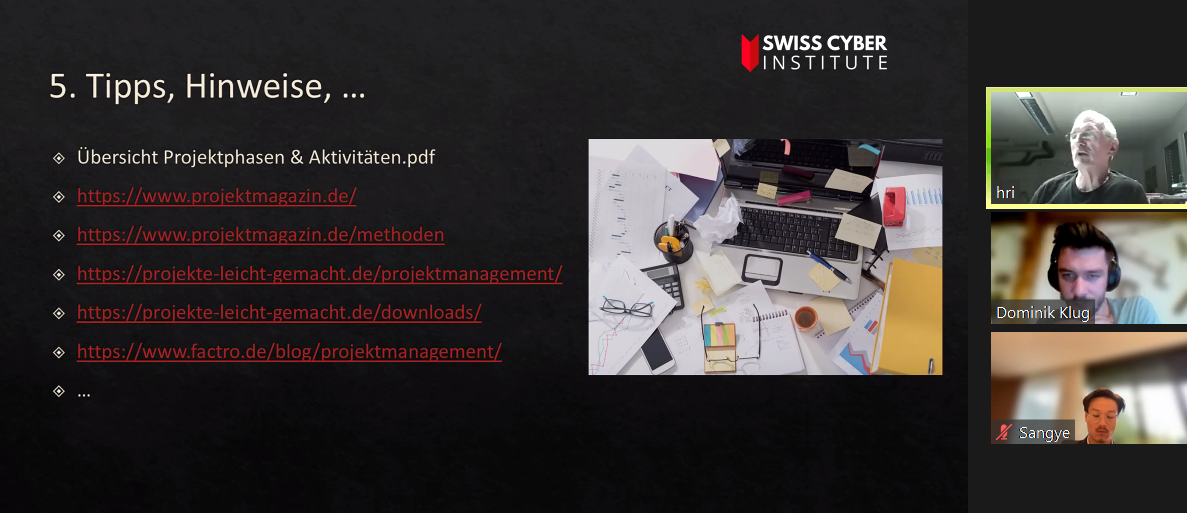 SWISS CYBER
INSTITUTE
5. Tipps, Hinweise, ...
Übersicht Projektphasen & Aktivitäten.pdf
https://www.projektmagazin.de/
https://www.projektmagazin.de/methoden
https://projekte-leicht-gemacht.de/projektmanagement/
https://projekte-leicht-gemacht.de/downloads/
https://www.factro.de/blog/projektmanagement/
...
hri
Dominik Klug
Sangye